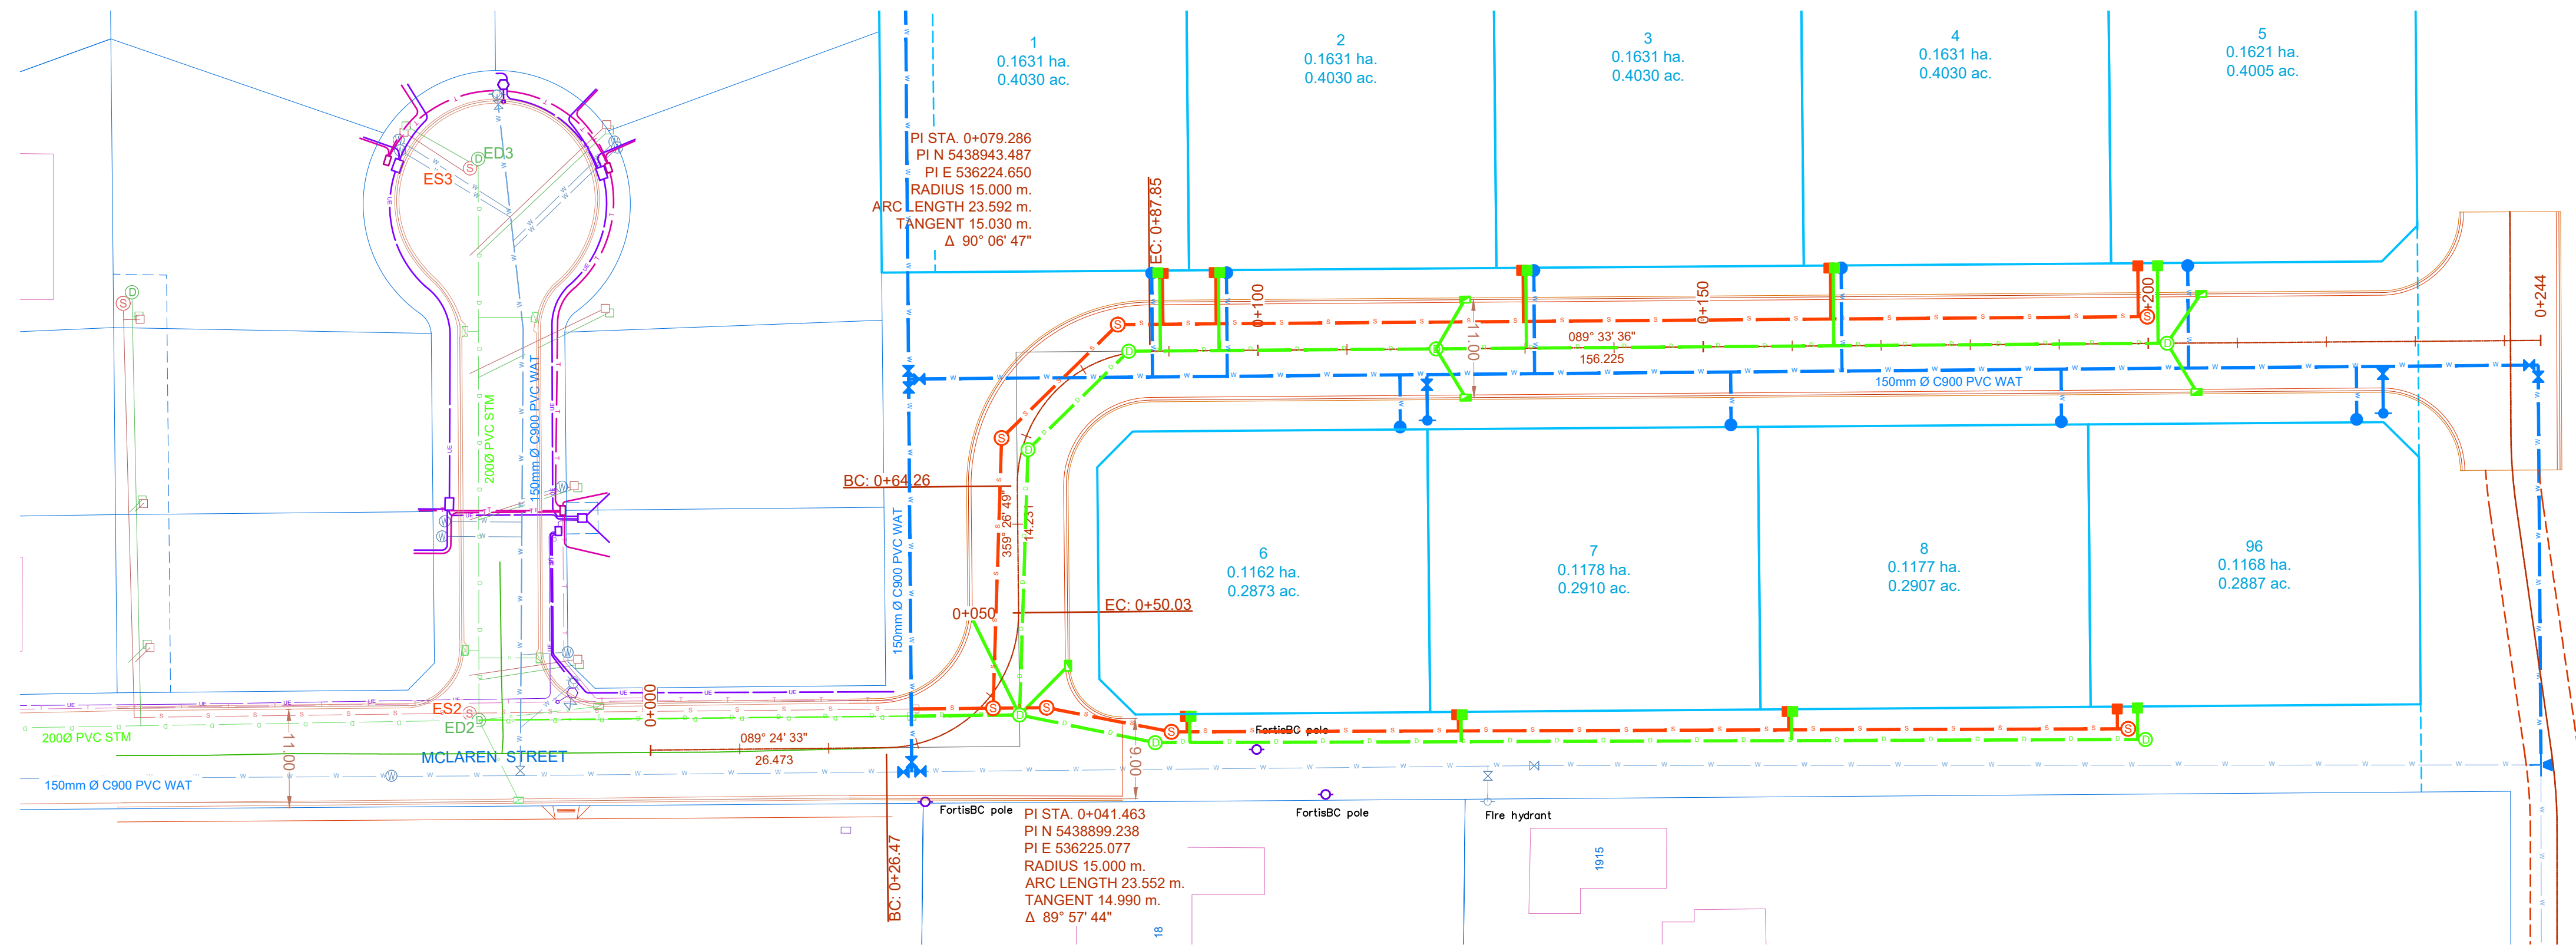 1
0.1631 ha.
0.4030 ac.
2
0.1631 ha.
0.4030 ac.
3
0.1631 ha.
0.4030 ac.
4
0.1631 ha.
0.4030 ac.
5
0.1621 ha.
0.4005 ac.
PI STA. 0+079.286
PI N 5438943.487
PI E 536224.650
RADIUS 15.000 m.
ARC LENGTH 23.592 m.
TANGENT 15.030 m.
Δ 90° 06' 47"
EC: 0+87.85
ED3
ES3
0+100
0+150
0+200
0+244
11.00
089° 33' 36"
156.225
150mm Ø C900 PVC WAT
200Ø PVC STM
150mm Ø C900 PVC WAT
BC: 0+64.26
359° 26' 49"
14.231
150mm Ø C900 PVC WAT
0+050
EC: 0+50.03
6
0.1162 ha.
0.2873 ac.
7
0.1178 ha.
0.2910 ac.
8
0.1177 ha.
0.2907 ac.
96
0.1168 ha.
0.2887 ac.
ES2
ED2
0+000
200Ø PVC STM
11.00
MCLAREN STREET
089° 24' 33"
26.473
9.00
FortisBC pole
150mm Ø C900 PVC WAT
BC: 0+26.47
FortisBC pole
FortisBC pole
FIre hydrant
PI STA. 0+041.463
PI N 5438899.238
PI E 536225.077
RADIUS 15.000 m.
ARC LENGTH 23.552 m.
TANGENT 14.990 m.
Δ 89° 57' 44"
1915
18